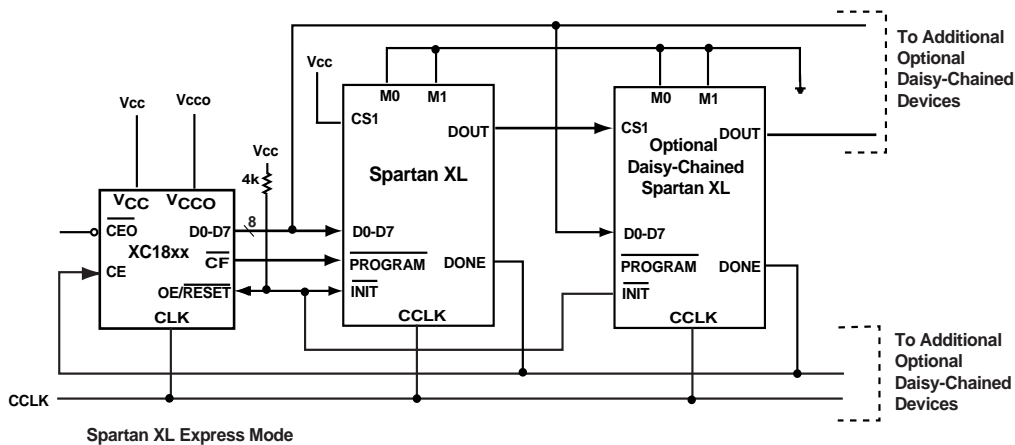 To Additional
Optional
Daisy-Chained
Devices
Vcc
M0
M1
M0
M1
Vcc
Vcco
CS1
DOUT
CS1
DOUT
Optional
Daisy-Chained
Spartan XL
Vcc
4k
Spartan XL
VCC
VCCO
CEO
D0-D7
8
D0-D7
D0-D7
XC18xx
CF
PROGRAM
DONE
PROGRAM
DONE
CE
OE/RESET
INIT
INIT
CLK
CCLK
CCLK
To Additional
Optional
Daisy-Chained
Devices
CCLK
Spartan XL Express Mode